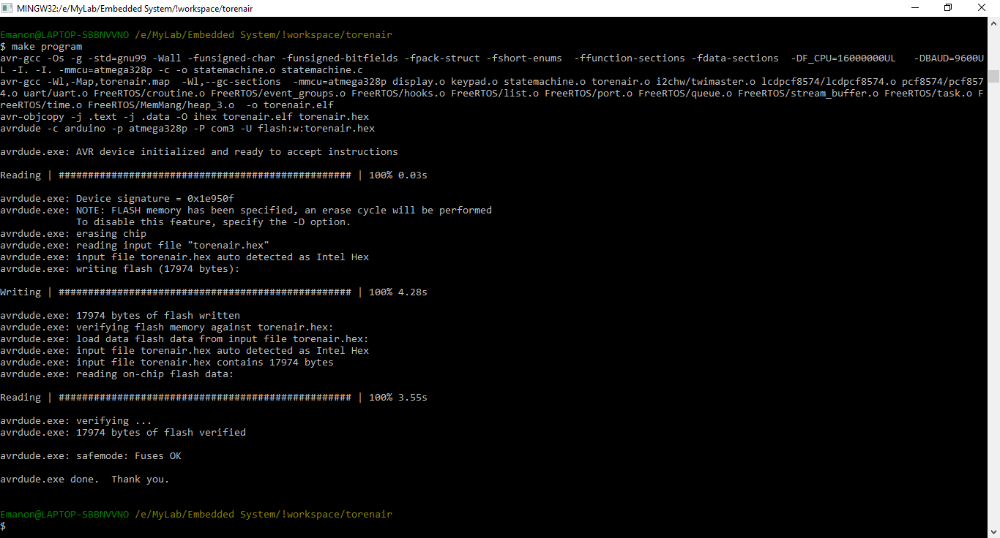 MINGW32:/e/MyLab/Embedded System/!workspace/torenair
Emanon@LAPTOP-SBBNVVNO /e/MyLab/Embedded System/!workspace/torenair
$ make program
avr-gcc -Os -g -std=gnu99 -Wall -funsigned-char -funsigned-bitfields -fpack-struct -fshort-enums  -ffunction-sections -fdata-sections  -DF_CPU=16000000UL   -DBAUD=9600U
L -I. -I. -mmcu=atmega328p -c -o statemachine.o statemachine.c
avr-gcc -Wl,-Map,torenair.map  -Wl,--gc-sections  -mmcu=atmega328p display.o keypad.o statemachine.o torenair.o i2chw/twimaster.o lcdpcf8574/lcdpcf8574.o pcf8574/pcf857
4.o uart/uart.o FreeRTOS/croutine.o FreeRTOS/event_groups.o FreeRTOS/hooks.o FreeRTOS/list.o FreeRTOS/port.o FreeRTOS/queue.o FreeRTOS/stream_buffer.o FreeRTOS/task.o F
reeRTOS/time.o FreeRTOS/MemMang/heap_3.o  -o torenair.elf
avr-objcopy -j .text -j .data -O ihex torenair.elf torenair.hex
avrdude -c arduino -p atmega328p -P com3 -U flash:w:torenair.hex
avrdude.exe: AVR device initialized and ready to accept instructions
Reading | ################################################## | 100% 0.03s
avrdude.exe: Device signature = 0x1e950f
avrdude.exe: NOTE: FLASH memory has been specified, an erase cycle will be performed
To disable this feature, specify the -D option.
avrdude.exe: erasing chip
avrdude.exe: reading input file "torenair.hex"
avrdude.exe: input file torenair.hex auto detected as Intel Hex
avrdude.exe: writing flash (17974 bytes):
Writing | ################################################## | 100% 4.28s
avrdude.exe: 17974 bytes of flash written
avrdude.exe: verifying flash memory against torenair.hex:
avrdude.exe: load data flash data from input file torenair.hex:
avrdude.exe: input file torenair.hex auto detected as Intel Hex
avrdude.exe: input file torenair.hex contains 17974 bytes
avrdude.exe: reading on-chip flash data:
Reading | ################################################## | 100% 3.55s
avrdude.exe: verifying ...
avrdude.exe: 17974 bytes of flash verified
avrdude.exe: safemode: Fuses OK
avrdude.exe done.  Thank you.
Emanon@LAPTOP-SBBNVVNO /e/MyLab/Embedded System/!workspace/torenair
$